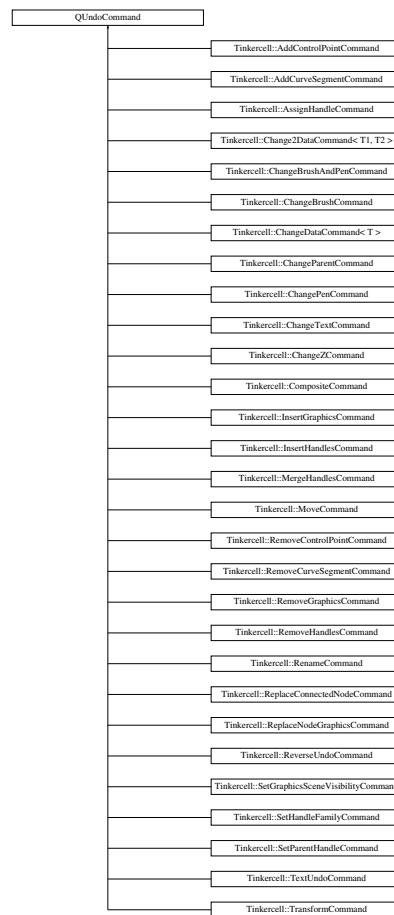 QUndoCommand
Tinkercell::AddControlPointCommand
Tinkercell::AddCurveSegmentCommand
Tinkercell::AssignHandleCommand
Tinkercell::Change2DataCommand< T1, T2 >
Tinkercell::ChangeBrushAndPenCommand
Tinkercell::ChangeBrushCommand
Tinkercell::ChangeDataCommand< T >
Tinkercell::ChangeParentCommand
Tinkercell::ChangePenCommand
Tinkercell::ChangeTextCommand
Tinkercell::ChangeZCommand
Tinkercell::CompositeCommand
Tinkercell::InsertGraphicsCommand
Tinkercell::InsertHandlesCommand
Tinkercell::MergeHandlesCommand
Tinkercell::MoveCommand
Tinkercell::RemoveControlPointCommand
Tinkercell::RemoveCurveSegmentCommand
Tinkercell::RemoveGraphicsCommand
Tinkercell::RemoveHandlesCommand
Tinkercell::RenameCommand
Tinkercell::ReplaceConnectedNodeCommand
Tinkercell::ReplaceNodeGraphicsCommand
Tinkercell::ReverseUndoCommand
Tinkercell::SetGraphicsSceneVisibilityComman
Tinkercell::SetHandleFamilyCommand
Tinkercell::SetParentHandleCommand
Tinkercell::TextUndoCommand
Tinkercell::TransformCommand